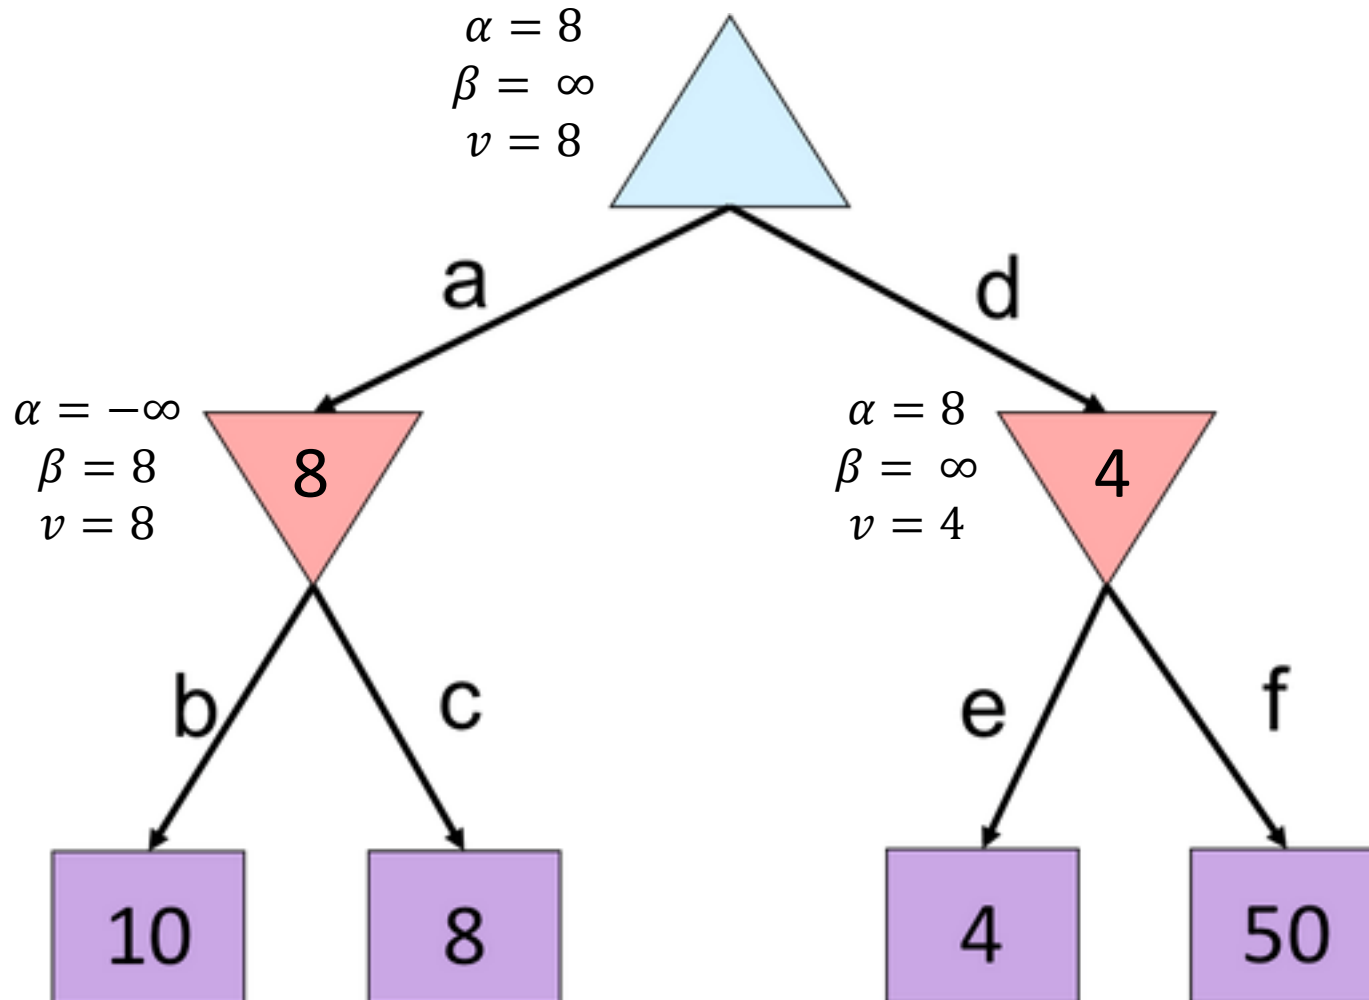 α = 8
β = ∞
v = 8
a
d
α = −∞
β = 8
v = 8
8
α = 8
β = ∞
v = 4
4
b
c
e
f
10
8
4
50